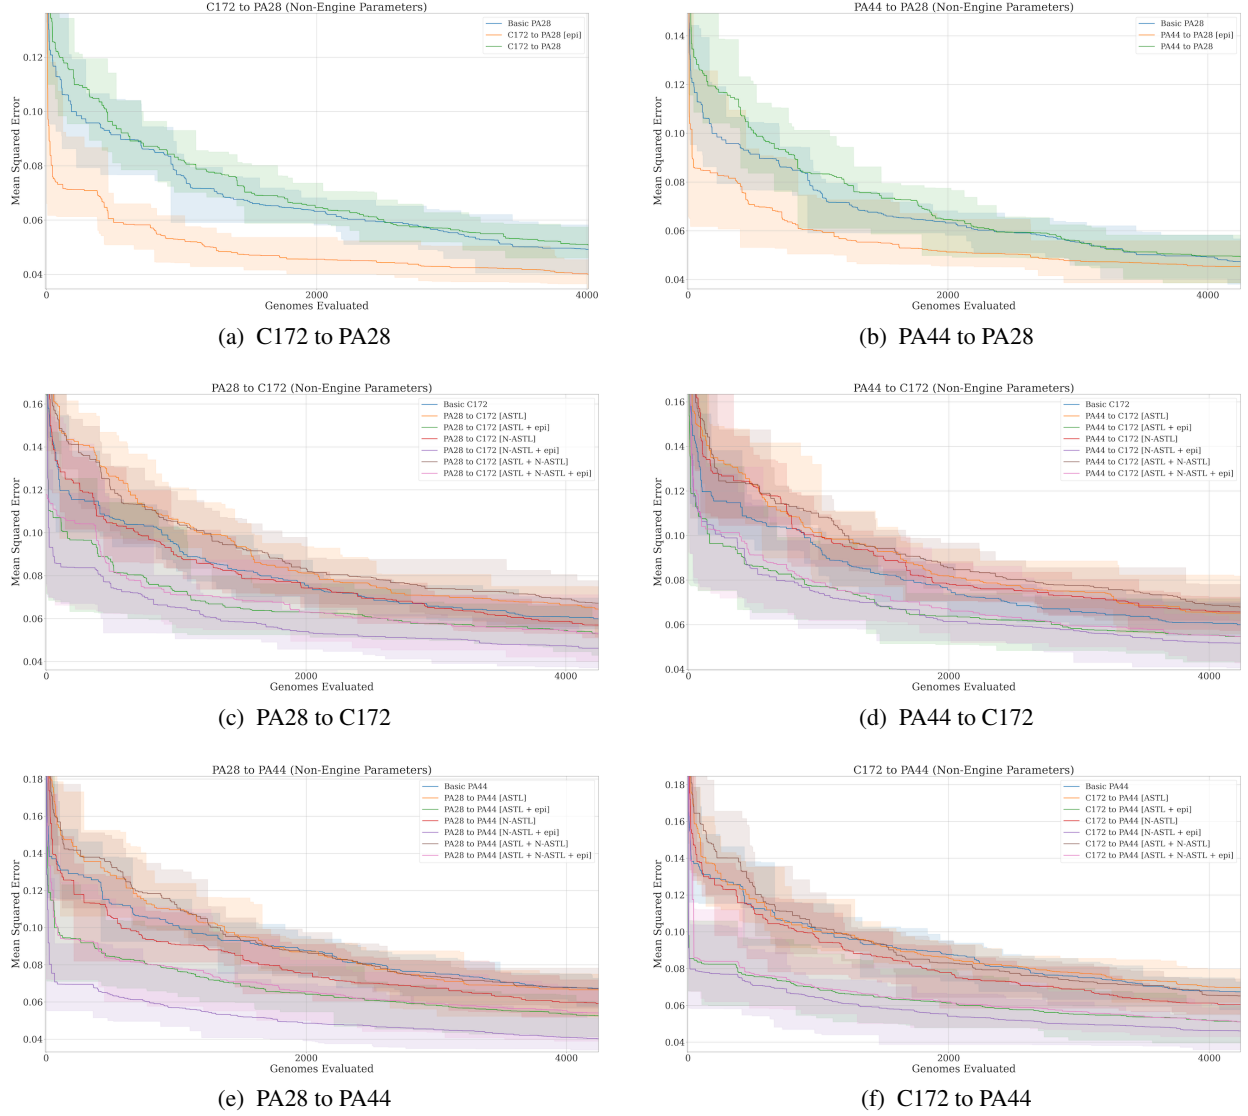 C172 to PA28 (Non-Engine Parameters)
Mean Squared Error
0.12
0.10
0.08
0.06
0.04
Basic PA28
C172 to PA28 [epi]
C172 to PA28
0
2000
4000
Genomes Evaluated
(a) C172 to PA28
PA44 to PA28 (Non-Engine Parameters)
Mean Squared Error
0.14
0.12
0.10
0.08
0.06
0.04
Basic PA28
PA44 to PA28 [epi]
PA44 to PA28
0
2000
4000
Genomes Evaluated
(b) PA44 to PA28
PA28 to C172 (Non-Engine Parameters)
Mean Squared Error
0.16
0.14
0.12
0.10
0.08
0.06
0.04
Basic C172
PA28 to C172 [ASTL]
PA28 to C172 [ASTL + epi]
PA28 to C172 [N-ASTL]
PA28 to C172 [N-ASTL + epi]
PA28 to C172 [ASTL + N-ASTL]
PA28 to C172 [ASTL + N-ASTL + epi]
0
2000
4000
Genomes Evaluated
(c) PA28 to C172
PA44 to C172 (Non-Engine Parameters)
Mean Squared Error
0.16
0.14
0.12
0.10
0.08
0.06
0.04
Basic C172
PA44 to C172 [ASTL]
PA44 to C172 [ASTL + epi]
PA44 to C172 [N-ASTL]
PA44 to C172 [N-ASTL + epi]
PA44 to C172 [ASTL + N-ASTL]
PA44 to C172 [ASTL + N-ASTL + epi]
0
2000
4000
Genomes Evaluated
(d) PA44 to C172
PA28 to PA44 (Non-Engine Parameters)
Mean Squared Error
0.18
0.16
0.14
0.12
0.10
0.08
0.06
0.04
Basic PA44
PA28 to PA44 [ASTL]
PA28 to PA44 [ASTL + epi]
PA28 to PA44 [N-ASTL]
PA28 to PA44 [N-ASTL + epi]
PA28 to PA44 [ASTL + N-ASTL]
PA28 to PA44 [ASTL + N-ASTL + epi]
0
2000
4000
Genomes Evaluated
(e) PA28 to PA44
C172 to PA44 (Non-Engine Parameters)
Mean Squared Error
0.18
0.16
0.14
0.12
0.10
0.08
0.06
0.04
Basic PA44
C172 to PA44 [ASTL]
C172 to PA44 [ASTL + epi]
C172 to PA44 [N-ASTL]
C172 to PA44 [N-ASTL + epi]
C172 to PA44 [ASTL + N-ASTL]
C172 to PA44 [ASTL + N-ASTL + epi]
0
2000
4000
Genomes Evaluated
(f) C172 to PA44